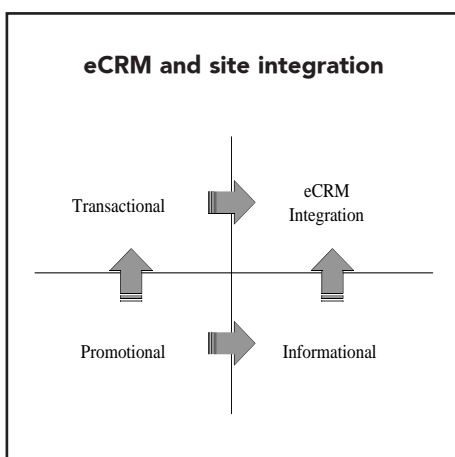 eCRM and site integration
Transactional
eCRM
Integration
Promotional
Informational